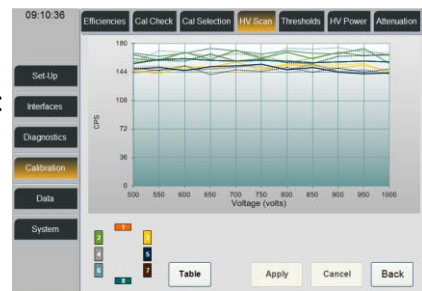 09:10:36
Efficiencies Cal Check Cal Selection HV Scan Thresholds HV Power Attenuation
Set-Up
Interfaces
Diagnostics
Calibration
Data
System
:
CPS
180
144
108
72
36
0
500 550 600 650 700 750 800 850 900 950 1000
Voltage (volts)
1
2 3
4 5
6 7
8
Table Apply Cancel Back